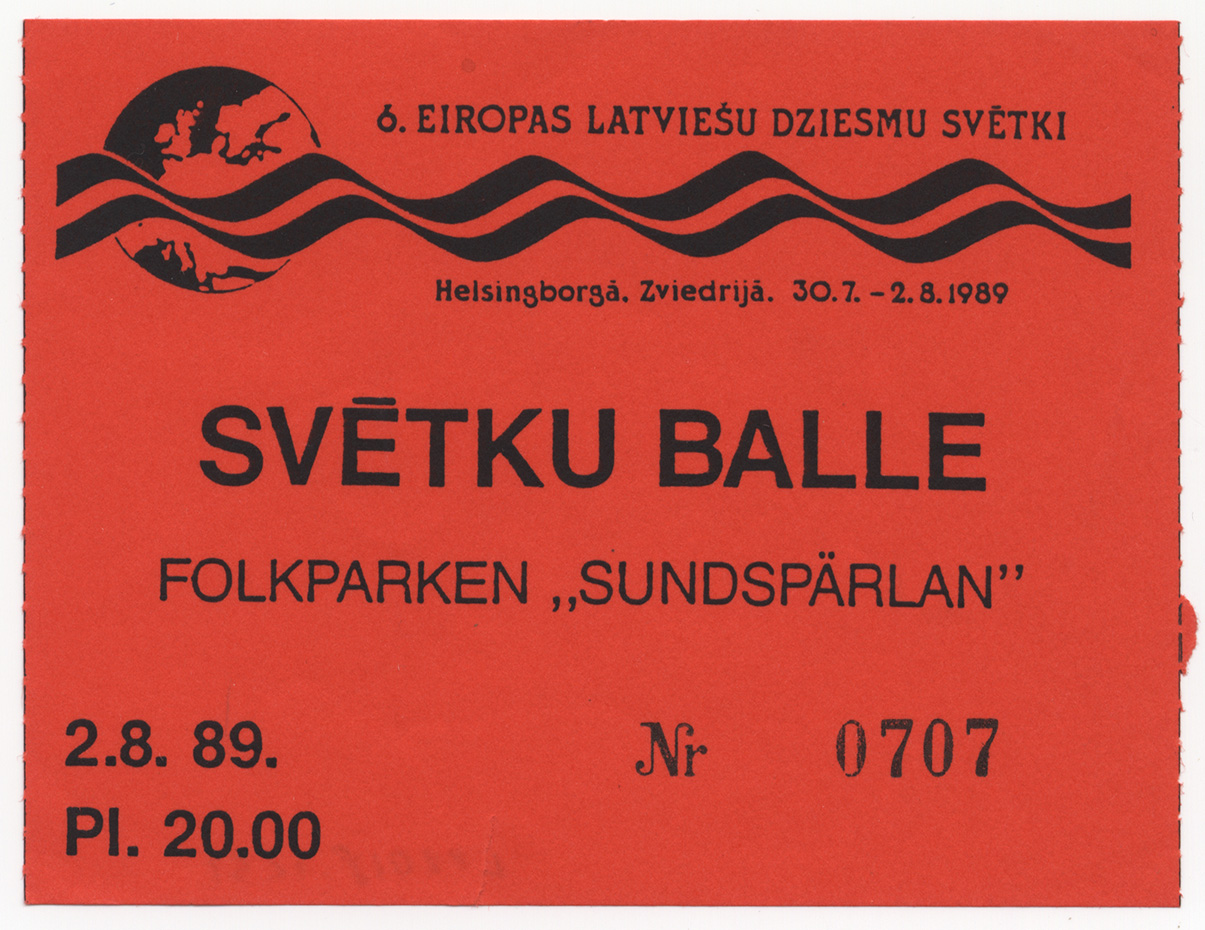 6. EIROPAS LATVIEŠU DZIESMU SVĒTKI
Helsingborgā, Zviedrijā. 30.7. – 2.8.1989
SVĒTKU BALLE
FOLKPARKEN „SUNDSPÄRLAN”
2.8. 89.
Nr 0707
Pl. 20.00